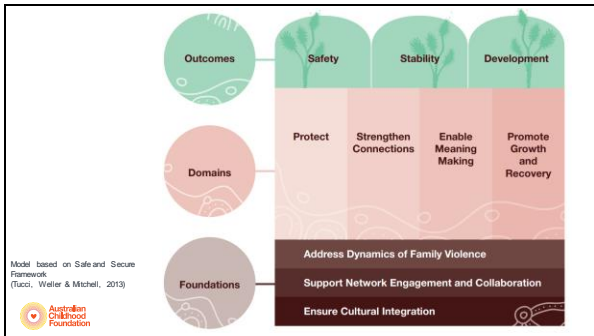 Outcomes
Safety
Stability
Development
Domains
Protect
Strengthen
Connections
Enable
Meaning
Making
Promote
Growth
and
Recovery
Foundations
Address Dynamics of Family Violence
Support Network Engagement and Collaboration
Ensure Cultural Integration
Model based on Safe and Secure
Framework
(Tucci, Weller & Mitchell, 2013)
Australian
Childhood
Foundation